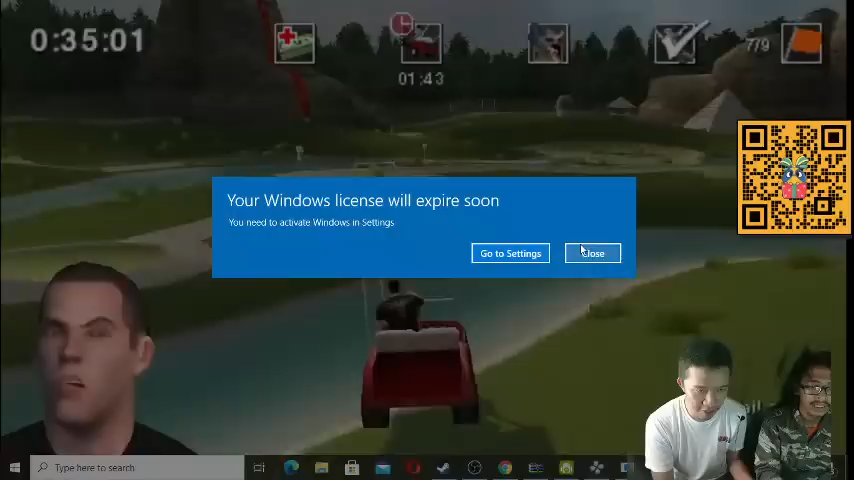 0:35:01
01:43
779
Your Windows license will expire soon
You need to activate Windows in Settings
Go to Settings
Close
Type here to search